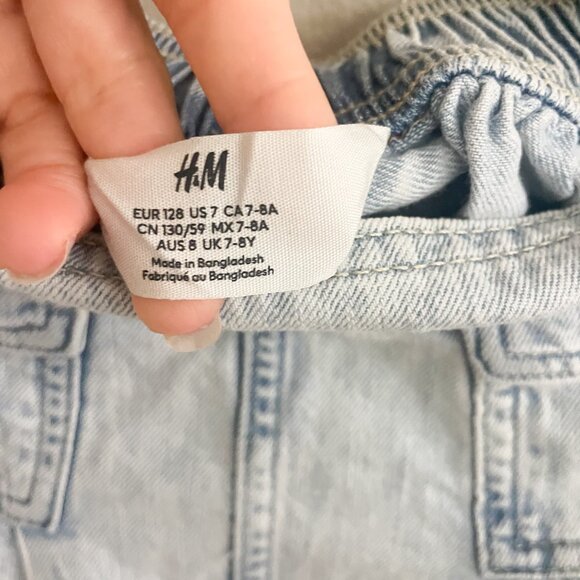 H&M
EUR 128 US 7 CA 7-8A
CN 130/59 MX 7-8A
AUS 8 UK 7-8Y
Made in Bangladesh
Fabriqué au Bangladesh